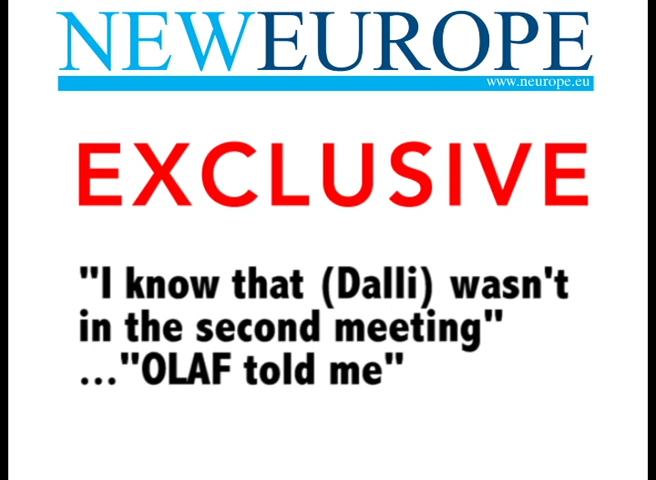 NEWEUROPE
www.neurope.eu
EXCLUSIVE
"I know that (Dalli) wasn't
in the second meeting"
..."OLAF told me"